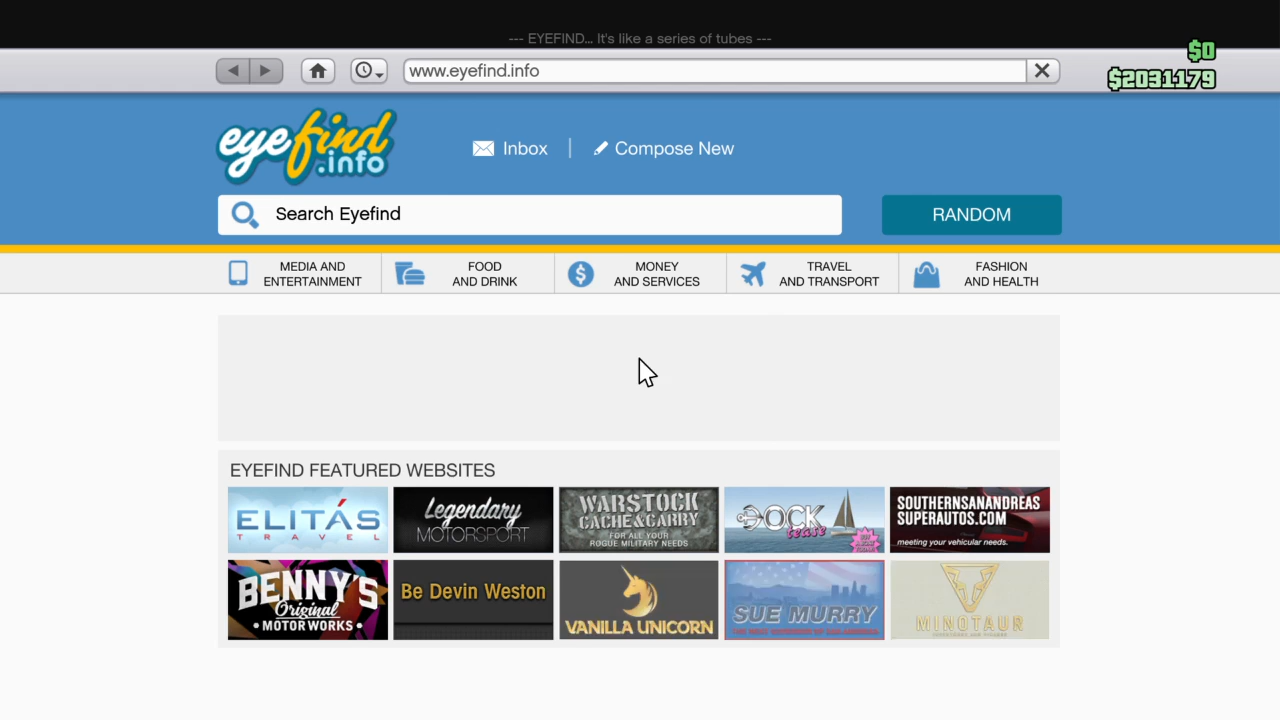 --- EYEFIND... It's like a series of tubes ---
$0
www.eyefind.info
$2031179
eyefind
.info
Inbox
Compose New
Search Eyefind
RANDOM
MEDIA AND
ENTERTAINMENT
FOOD
AND DRINK
MONEY
AND SERVICES
TRAVEL
AND TRANSPORT
FASHION
AND HEALTH
EYEFIND FEATURED WEBSITES
ELITÁS
TRAVEL
Legendary
MOTORSPORT
WARSTOCK
CACHE&CARRY
FOR ALL YOUR
ROGUE MILITARY NEEDS
DOCK
tease
SOUTHERNSANANDREAS
SUPERAUTOS.COM
meeting your vehicular needs.
BENNY'S
Original
• MOTOR WORKS •
Be Devin Weston
VANILLA UNICORN
SUE MURRY
MINOTAUR